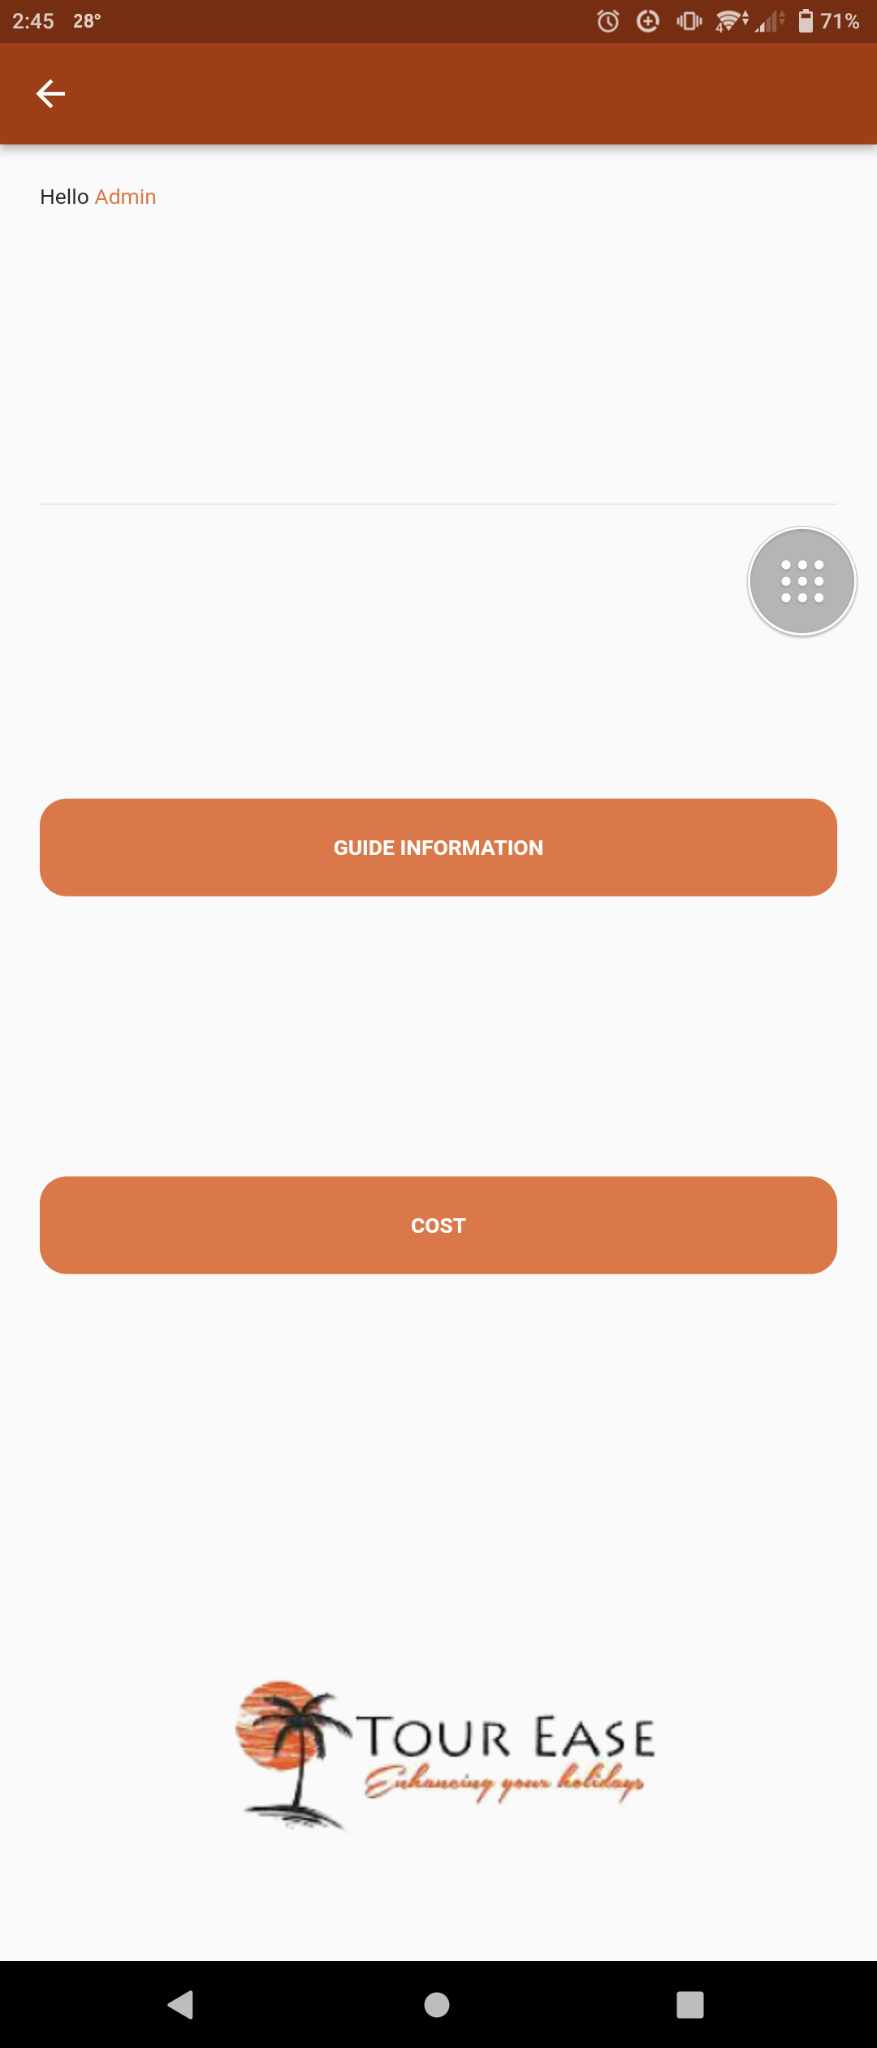 2:45 28° 71%
Hello Admin
GUIDE INFORMATION
COST
TOUR EASE
Enhancing your holidays